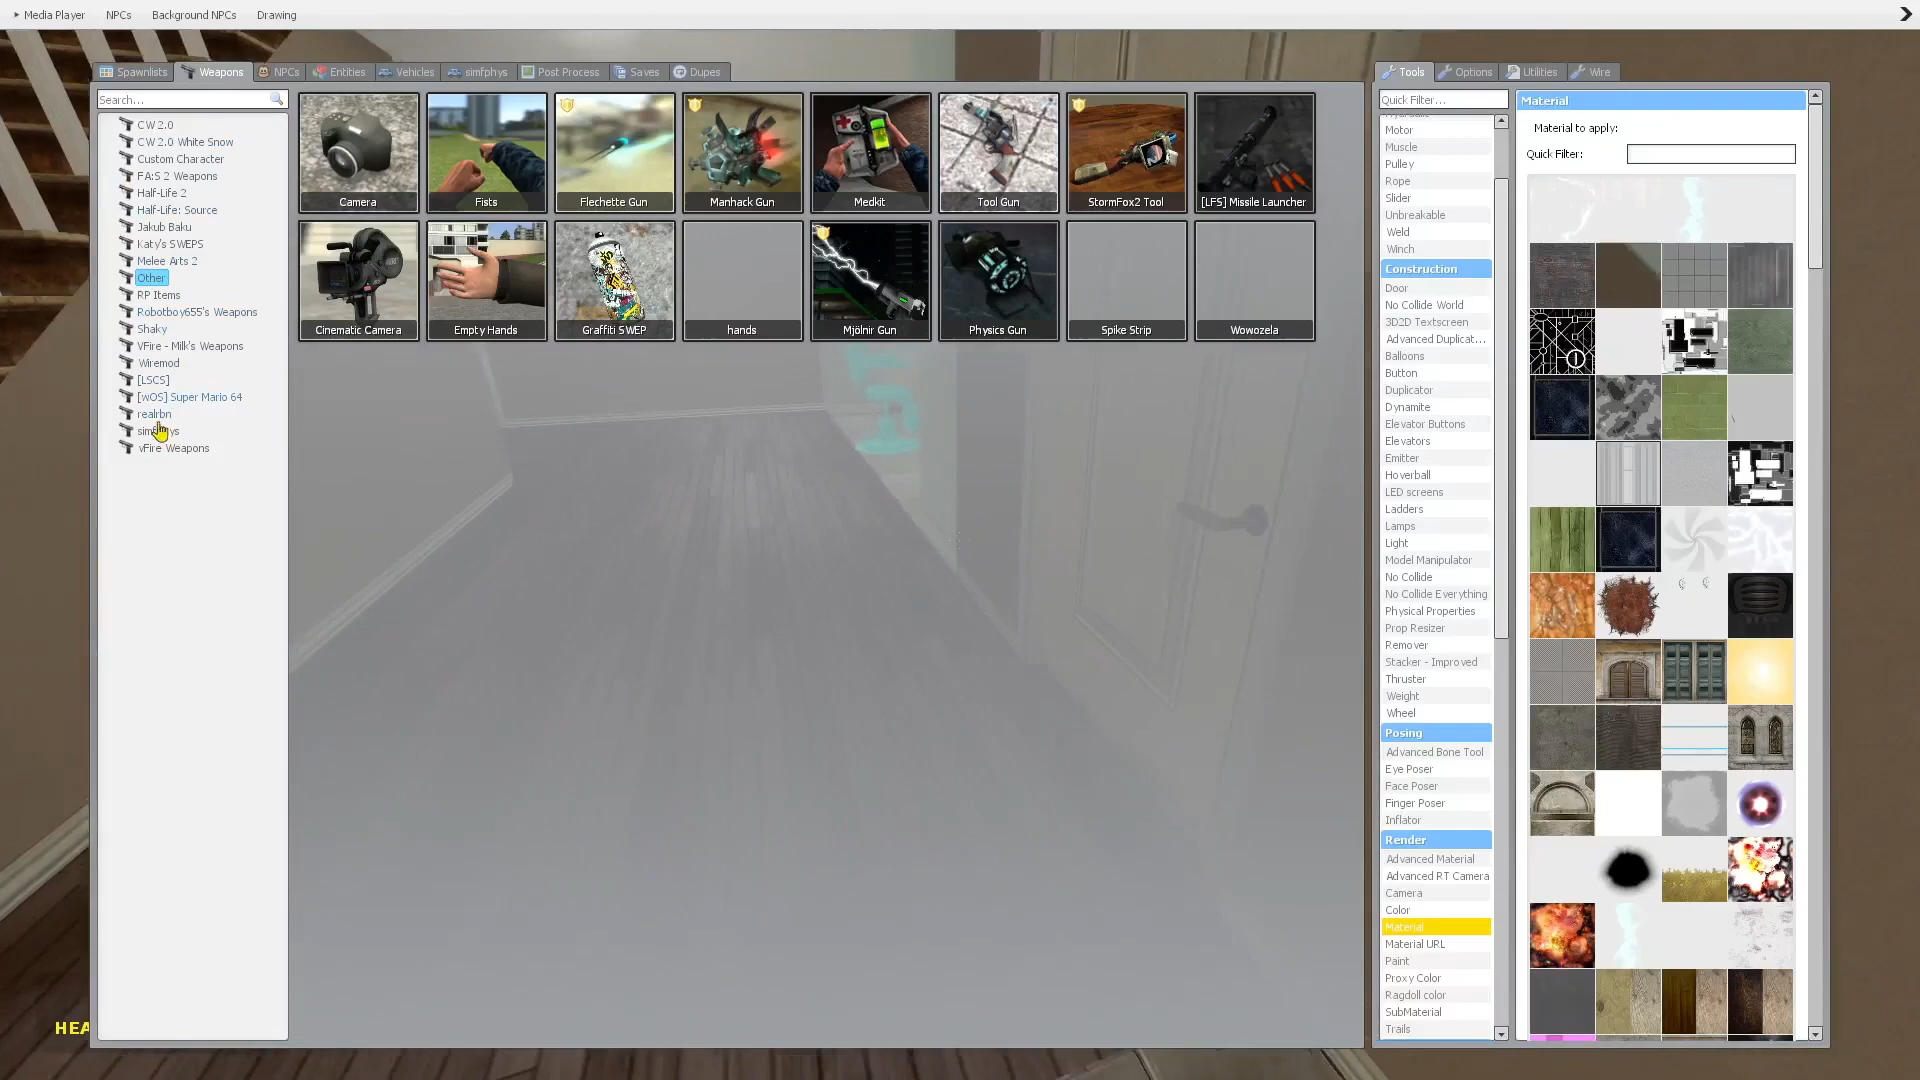 Media Player NPCs Background NPCs Drawing
Spawnlists Weapons NPCs Entities Vehicles simfphys Post Process Saves Dupes
Search...
CW 2.0
CW 2.0 White Snow
Custom Character
FA:S 2 Weapons
Half-Life 2
Half-Life: Source
Jakub Baku
Katy's SWEPS
Melee Arts 2
Other
RP Items
Robotboy655's Weapons
Shaky
VFire - Milk's Weapons
Wiremod
[LSCS]
[wOS] Super Mario 64
realrbn
simfphys
vFire Weapons
Camera Fists Flechette Gun Manhack Gun Medkit Tool Gun StormFox2 Tool [LFS] Missile Launcher
Cinematic Camera Empty Hands Graffiti SWEP hands Mjölnir Gun Physics Gun Spike Strip Wowozela
HEA
Tools Options Utilities Wire
Quick Filter...
Hydraulic
Motor
Muscle
Pulley
Rope
Slider
Unbreakable
Weld
Winch
Construction
Door
No Collide World
3D2D Textscreen
Advanced Duplicat...
Balloons
Button
Duplicator
Dynamite
Elevator Buttons
Elevators
Emitter
Hoverball
LED screens
Ladders
Lamps
Light
Model Manipulator
No Collide
No Collide Everything
Physical Properties
Prop Resizer
Remover
Stacker - Improved
Thruster
Weight
Wheel
Posing
Advanced Bone Tool
Eye Poser
Face Poser
Finger Poser
Inflator
Render
Advanced Material
Advanced RT Camera
Camera
Color
Material
Material URL
Paint
Proxy Color
Ragdoll color
SubMaterial
Trails
Material
Material to apply:
Quick Filter: